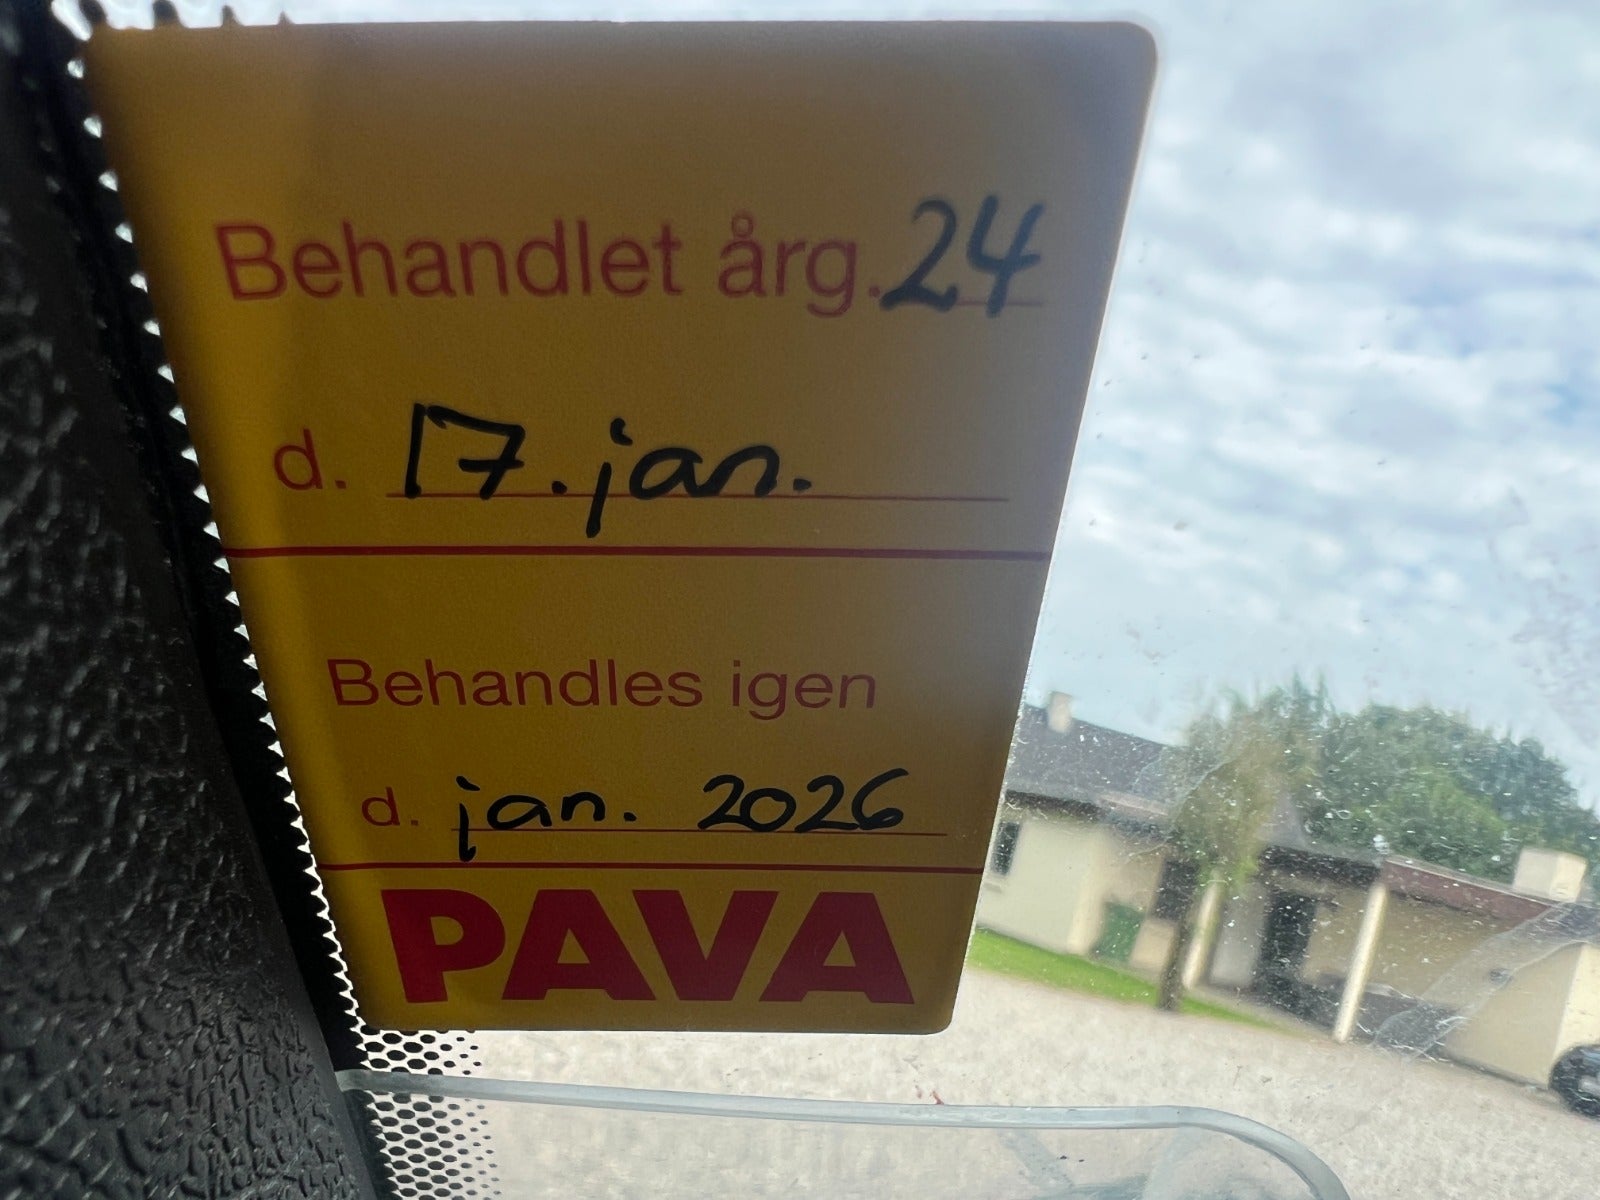 Behandlet årg. 24
d. 17. jan.
Behandles igen
d. jan. 2026
PAVA